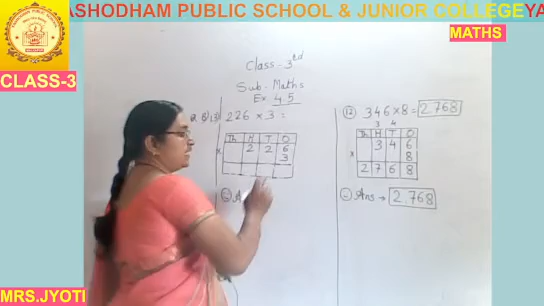 ASHODHAM PUBLIC SCHOOL & JUNIOR COLLEGEYA
MATHS
CLASS-3
Class-3rd
Sub- Maths
Ex 4.5
226 × 3 =
Th H T O
2 2 6
× 3
12 346×8= 2,768
3 4
Th H T O
3 4 6
× 8
2 7 6 8
Ans → 2,768
MRS.JYOTI